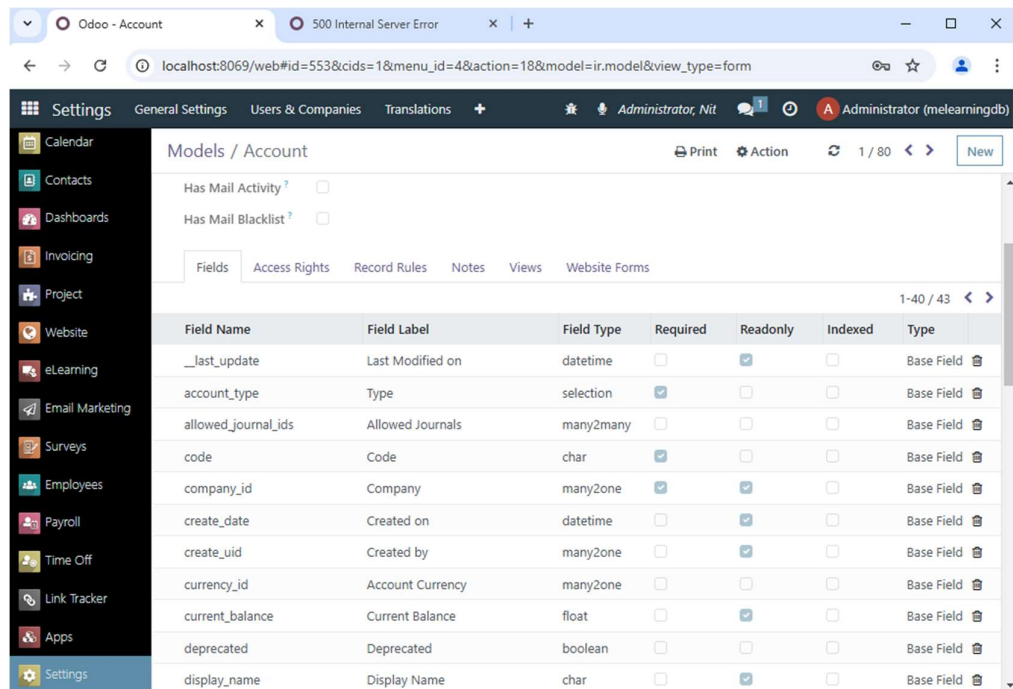 Odoo - Account
500 Internal Server Error
localhost:8069/web#id=553&cids=1&menu_id=4&action=18&model=ir.model&view_type=form
Settings General Settings Users & Companies Translations Administrator, Nit 1 A Administrator (melearningdb)
Calendar
Contacts
Dashboards
Invoicing
Project
Website
eLearning
Email Marketing
Surveys
Employees
Payroll
Time Off
Link Tracker
Apps
Settings
Models / Account Print Action 1 / 80 New
Has Mail Activity ?
Has Mail Blacklist ?
Fields Access Rights Record Rules Notes Views Website Forms
1-40 / 43
Field Name Field Label Field Type Required Readonly Indexed Type
__last_update Last Modified on datetime Base Field
account_type Type selection Base Field
allowed_journal_ids Allowed Journals many2many Base Field
code Code char Base Field
company_id Company many2one Base Field
create_date Created on datetime Base Field
create_uid Created by many2one Base Field
currency_id Account Currency many2one Base Field
current_balance Current Balance float Base Field
deprecated Deprecated boolean Base Field
display_name Display Name char Base Field